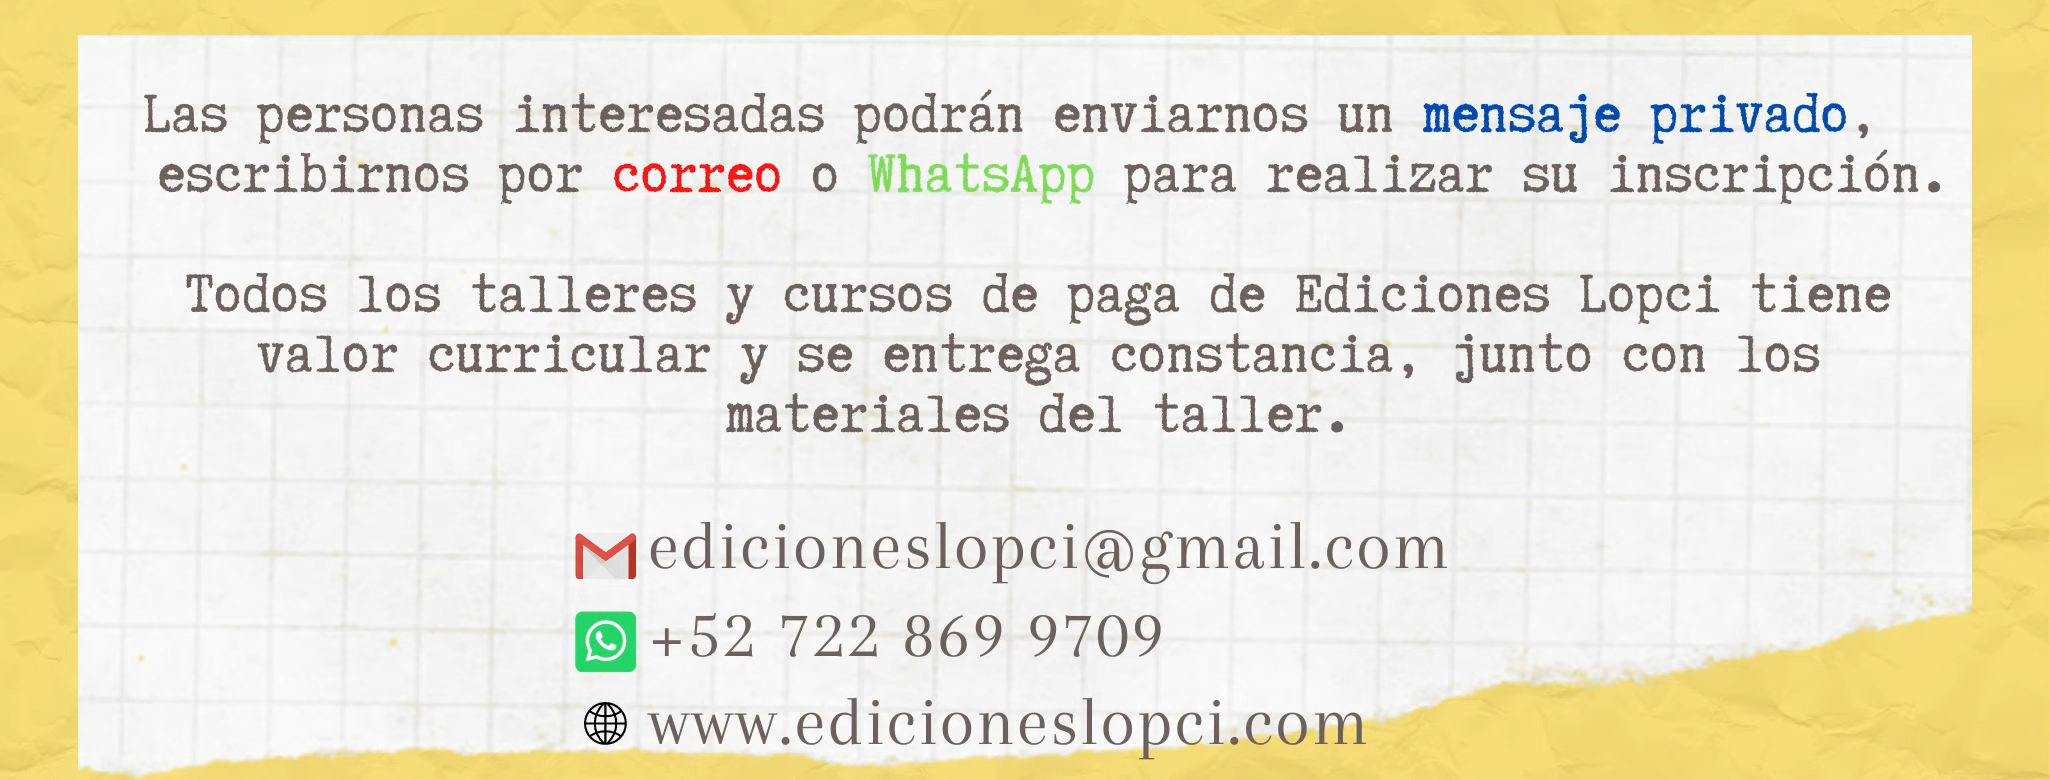 Las personas interesadas podrán enviarnos un mensaje privado,
escribirnos por correo o WhatsApp para realizar su inscripción.
Todos los talleres y cursos de paga de Ediciones Lopci tiene
valor curricular y se entrega constancia, junto con los
materiales del taller.
edicioneslopci@gmail.com
+52 722 869 9709
www.edicioneslopci.com